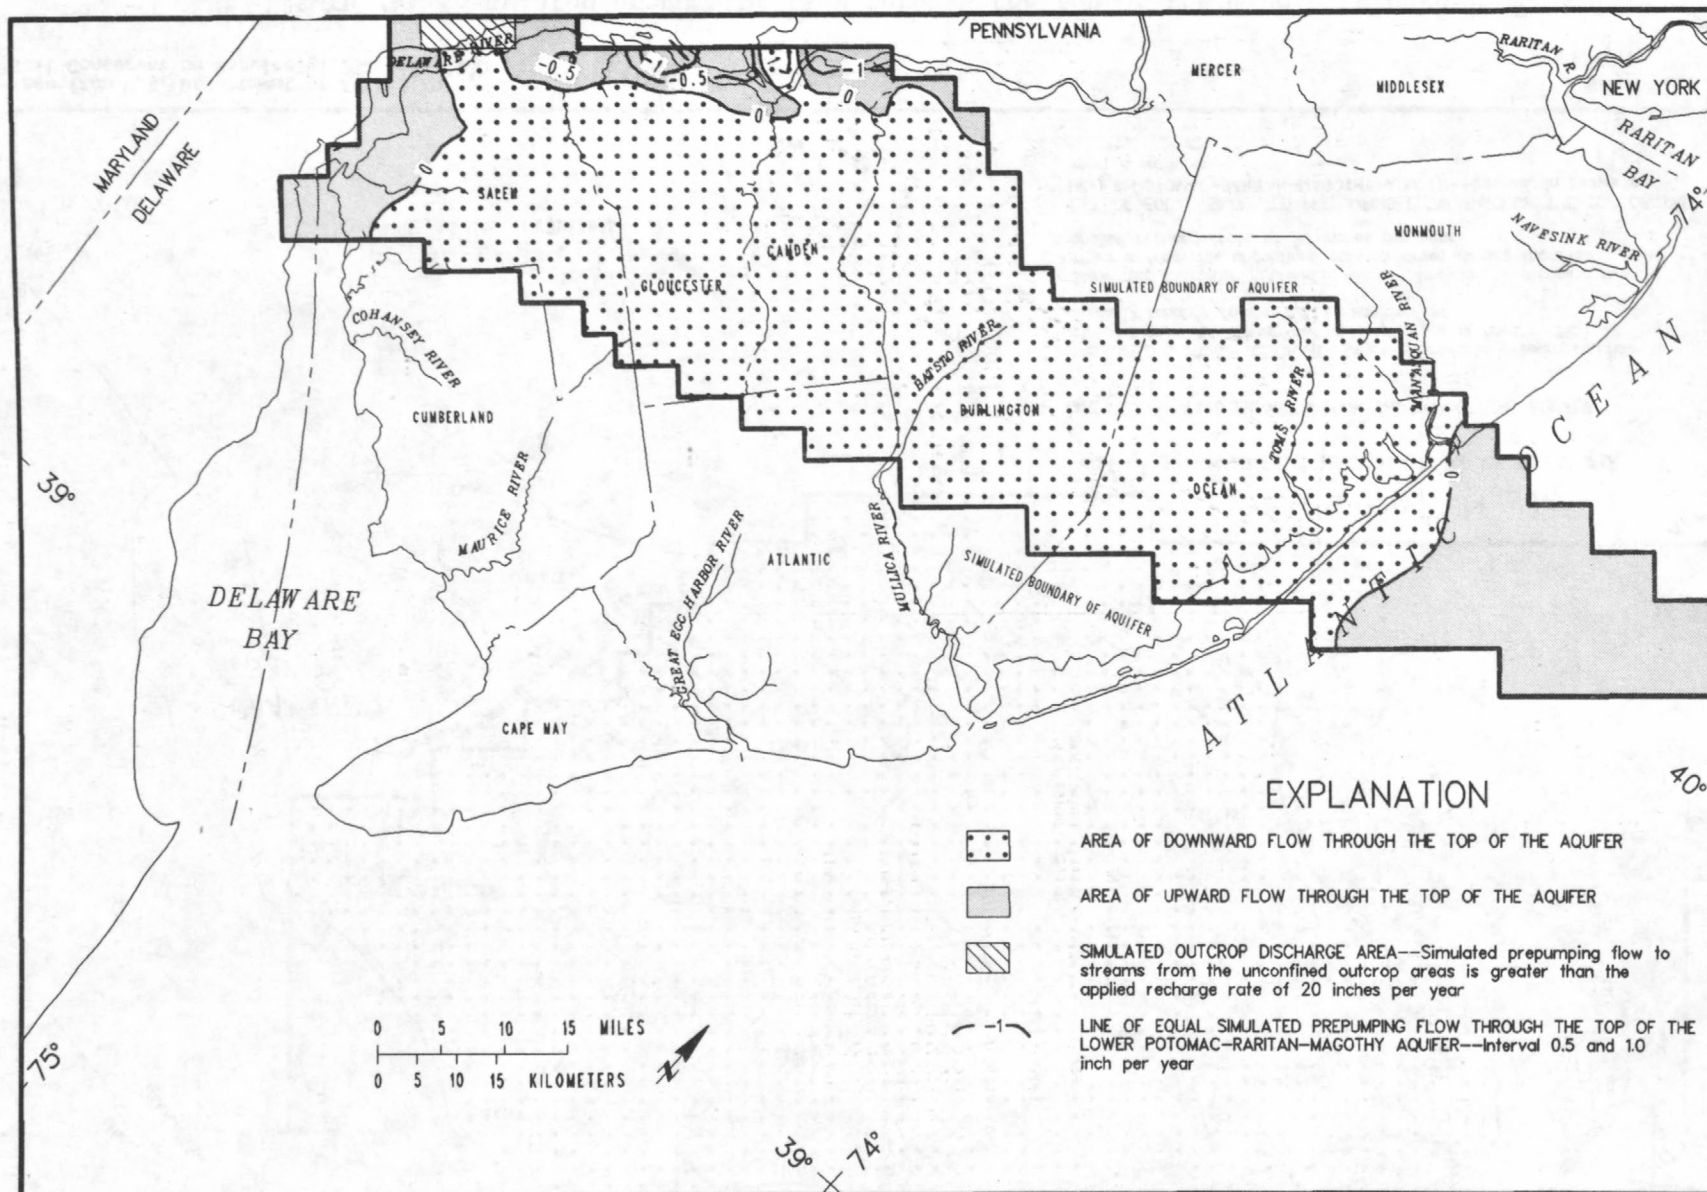 PENNSYLVANIA
MERCER
MIDDLESEX
RARITAN R.
NEW YORK
RARITAN
BAY
74°
NAVESINK RIVER
MONMOUTH
MARYLAND
DELAWARE
DELAWARE RIVER
-0.5
-1
-0.5
-1
-1
0
0
0
SALEM
CAMDEN
GLOUCESTER
SIMULATED BOUNDARY OF AQUIFER
MANASQUAN RIVER
COHANSEY RIVER
CUMBERLAND
BATSTO RIVER
BURLINGTON
TOMS RIVER
OCEAN
0
39°
MAURICE RIVER
GREAT EGG HARBOR RIVER
ATLANTIC
MULLICA RIVER
SIMULATED BOUNDARY OF AQUIFER
DELAWARE
BAY
CAPE MAY
ATLANTIC OCEAN
40°
EXPLANATION
AREA OF DOWNWARD FLOW THROUGH THE TOP OF THE AQUIFER
AREA OF UPWARD FLOW THROUGH THE TOP OF THE AQUIFER
SIMULATED OUTCROP DISCHARGE AREA--Simulated prepumping flow to
streams from the unconfined outcrop areas is greater than the
applied recharge rate of 20 inches per year
-1
LINE OF EQUAL SIMULATED PREPUMPING FLOW THROUGH THE TOP OF THE
LOWER POTOMAC-RARITAN-MAGOTHY AQUIFER--Interval 0.5 and 1.0
inch per year
0 5 10 15 MILES
0 5 10 15 KILOMETERS
N
75°
39°
74°